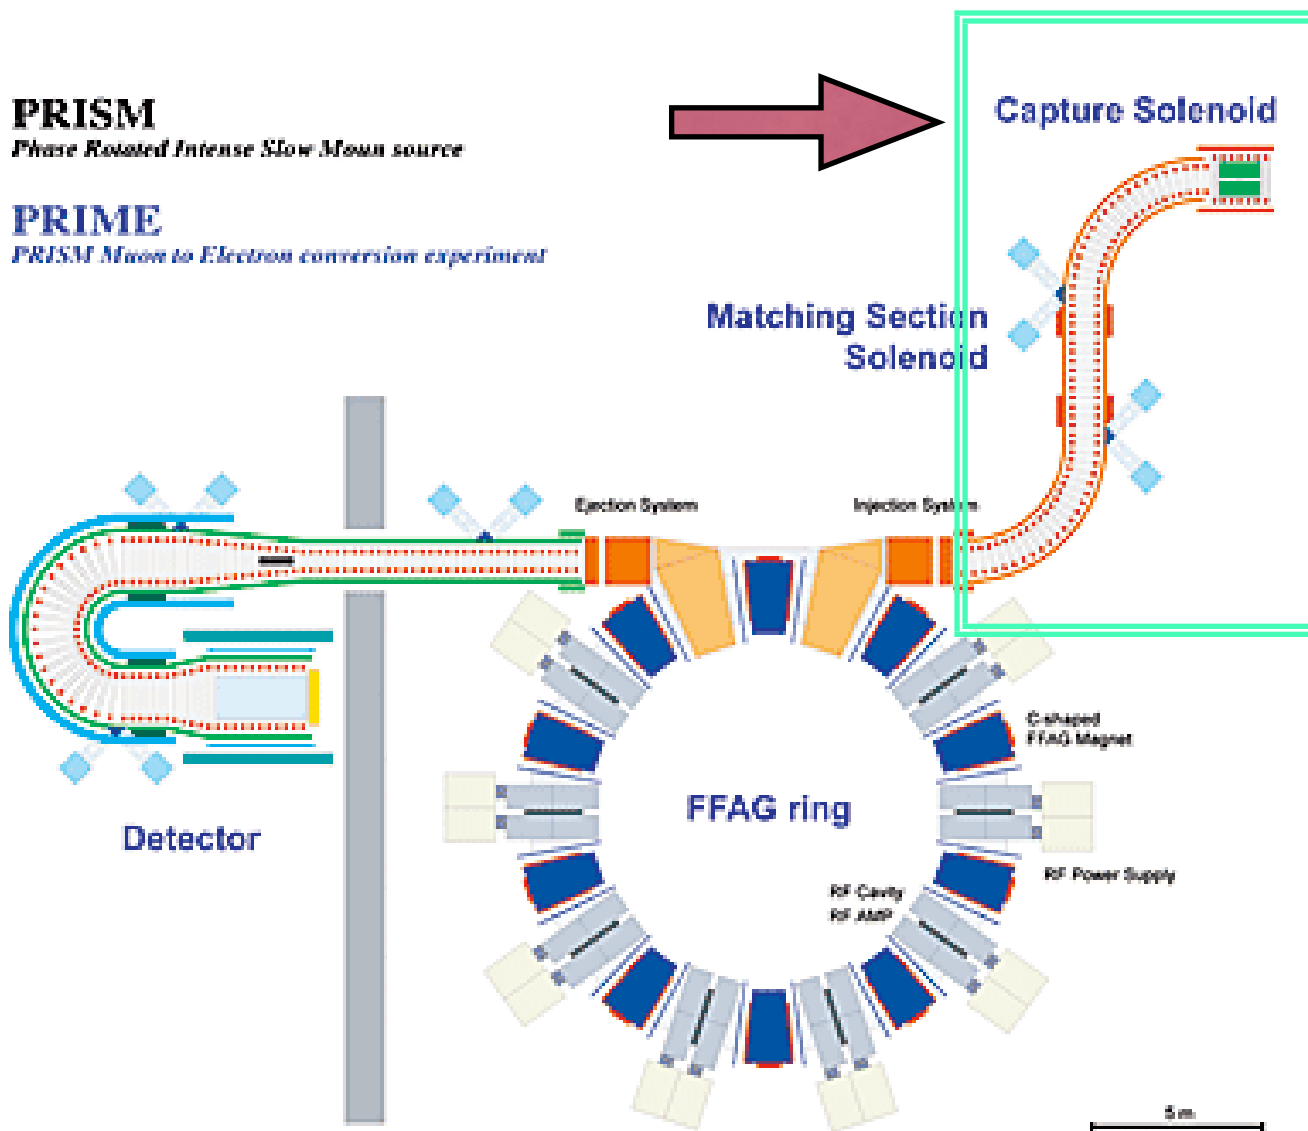 PRISM
Phase Rotated Intense Slow Moun source
PRIME
PRISM Muon to Electron conversion experiment
Capture Solenoid
Matching Section
Solenoid
Ejection System
Injection System
C-shaped
FFAG Magnet
FFAG ring
Detector
RF Power Supply
RF Cavity
RF AMP
5 m